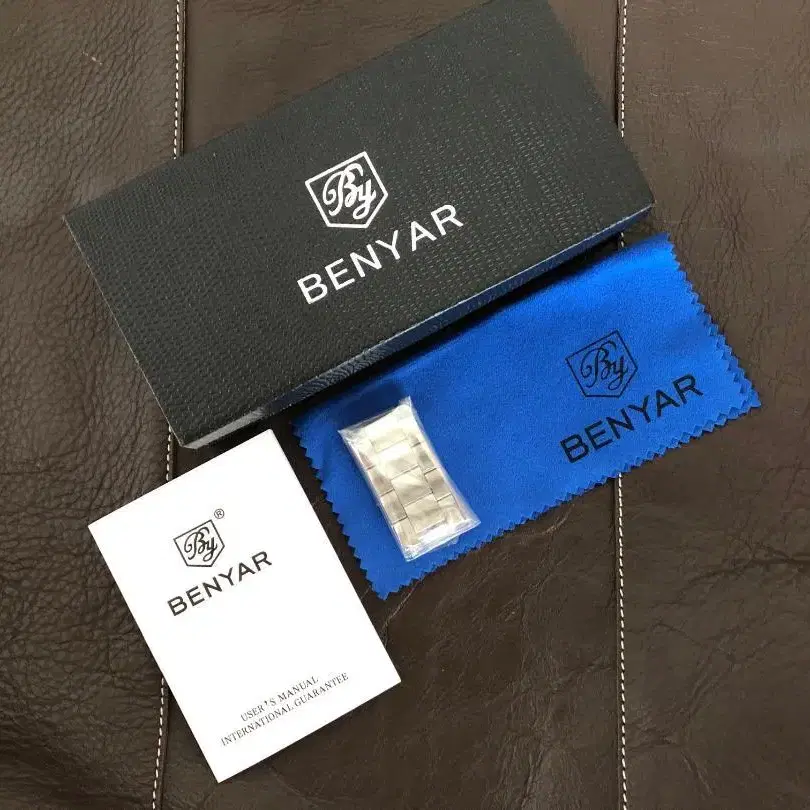 By
BENYAR
By
BENYAR
By®
BENYAR
USER'S MANUAL
INTERNATIONAL GUARANTEE